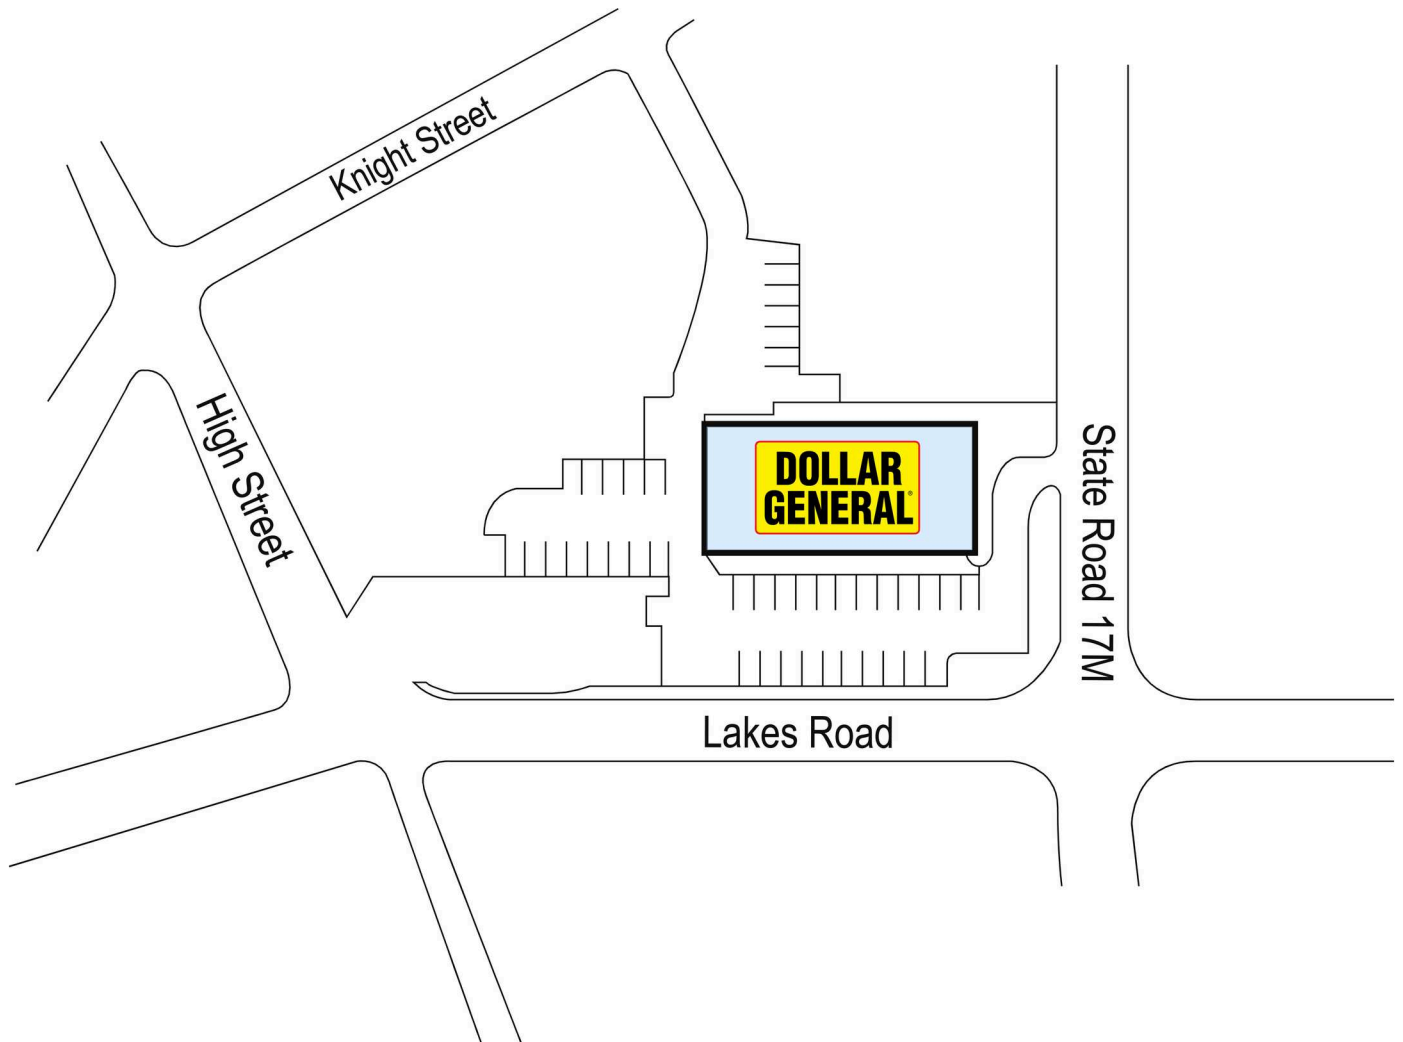 Knight Street
High Street
DOLLAR
GENERAL®
State Road 17M
Lakes Road